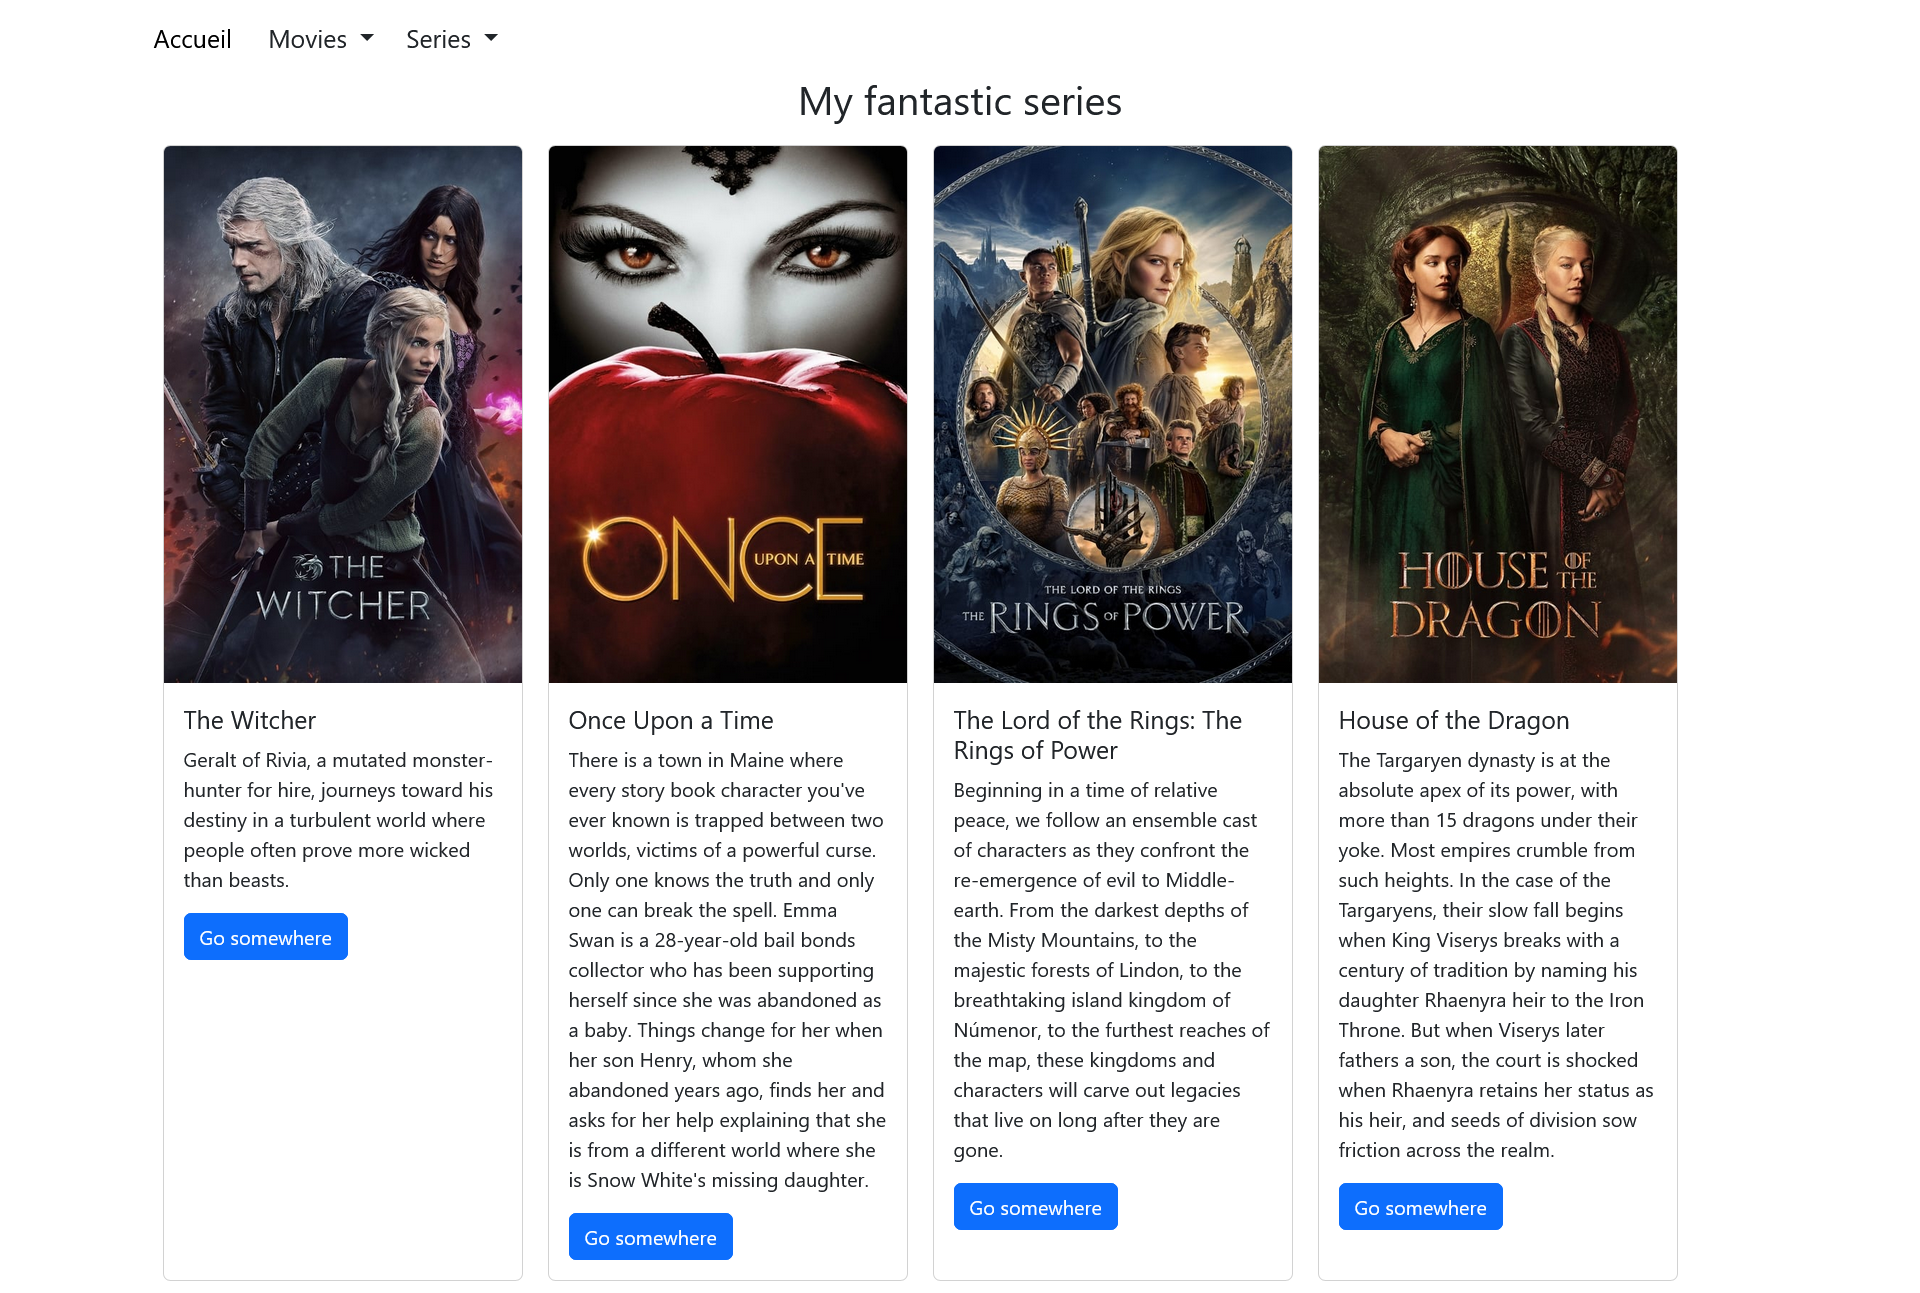 Accueil Movies Series
My fantastic series
THE
WITCHER
The Witcher
Geralt of Rivia, a mutated monster-
hunter for hire, journeys toward his
destiny in a turbulent world where
people often prove more wicked
than beasts.
Go somewhere
ONCE UPON A TIME
Once Upon a Time
There is a town in Maine where
every story book character you've
ever known is trapped between two
worlds, victims of a powerful curse.
Only one knows the truth and only
one can break the spell. Emma
Swan is a 28-year-old bail bonds
collector who has been supporting
herself since she was abandoned as
a baby. Things change for her when
her son Henry, whom she
abandoned years ago, finds her and
asks for her help explaining that she
is from a different world where she
is Snow White's missing daughter.
Go somewhere
THE LORD OF THE RINGS
THE RINGS OF POWER
The Lord of the Rings: The
Rings of Power
Beginning in a time of relative
peace, we follow an ensemble cast
of characters as they confront the
re-emergence of evil to Middle-
earth. From the darkest depths of
the Misty Mountains, to the
majestic forests of Lindon, to the
breathtaking island kingdom of
Númenor, to the furthest reaches of
the map, these kingdoms and
characters will carve out legacies
that live on long after they are
gone.
Go somewhere
HOUSE OF THE
DRAGON
House of the Dragon
The Targaryen dynasty is at the
absolute apex of its power, with
more than 15 dragons under their
yoke. Most empires crumble from
such heights. In the case of the
Targaryens, their slow fall begins
when King Viserys breaks with a
century of tradition by naming his
daughter Rhaenyra heir to the Iron
Throne. But when Viserys later
fathers a son, the court is shocked
when Rhaenyra retains her status as
his heir, and seeds of division sow
friction across the realm.
Go somewhere